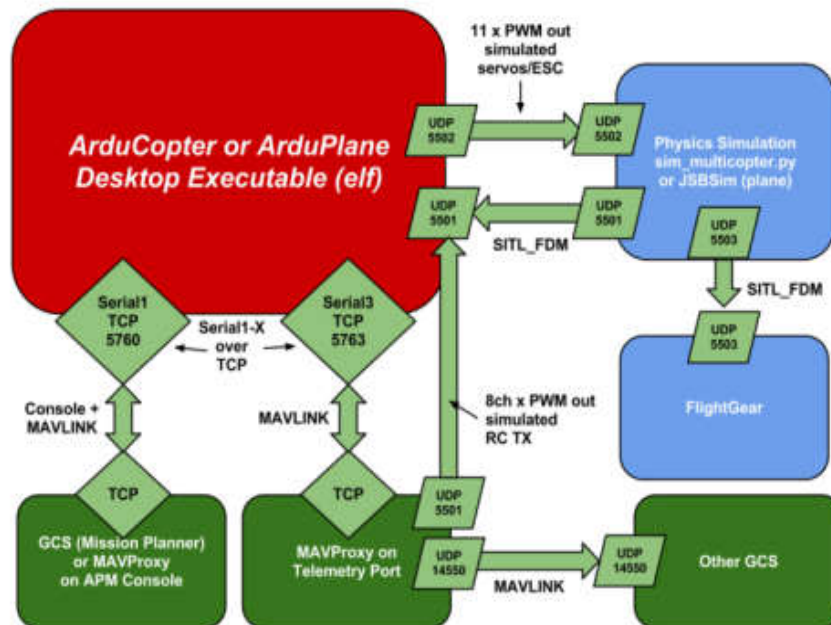 11 x PWM out
simulated
servos/ESC
ArduCopter or ArduPlane
Desktop Executable (elf)
UDP
5502
UDP
5502
Physics Simulation
sim_multicopter.py
or JSBSim (plane)
UDP
5501
UDP
5501
SITL_FDM
UDP
5503
SITL_FDM
Serial1
TCP
5760
Serial1-X
over
TCP
Serial3
TCP
5763
UDP
5503
FlightGear
Console +
MAVLINK
MAVLINK
8ch x PWM out
simulated
RC TX
TCP
TCP
UDP
5501
GCS (Mission Planner)
or MAVProxy
on APM Console
MAVProxy on
Telemetry Port
UDP
14550
MAVLINK
UDP
14550
Other GCS